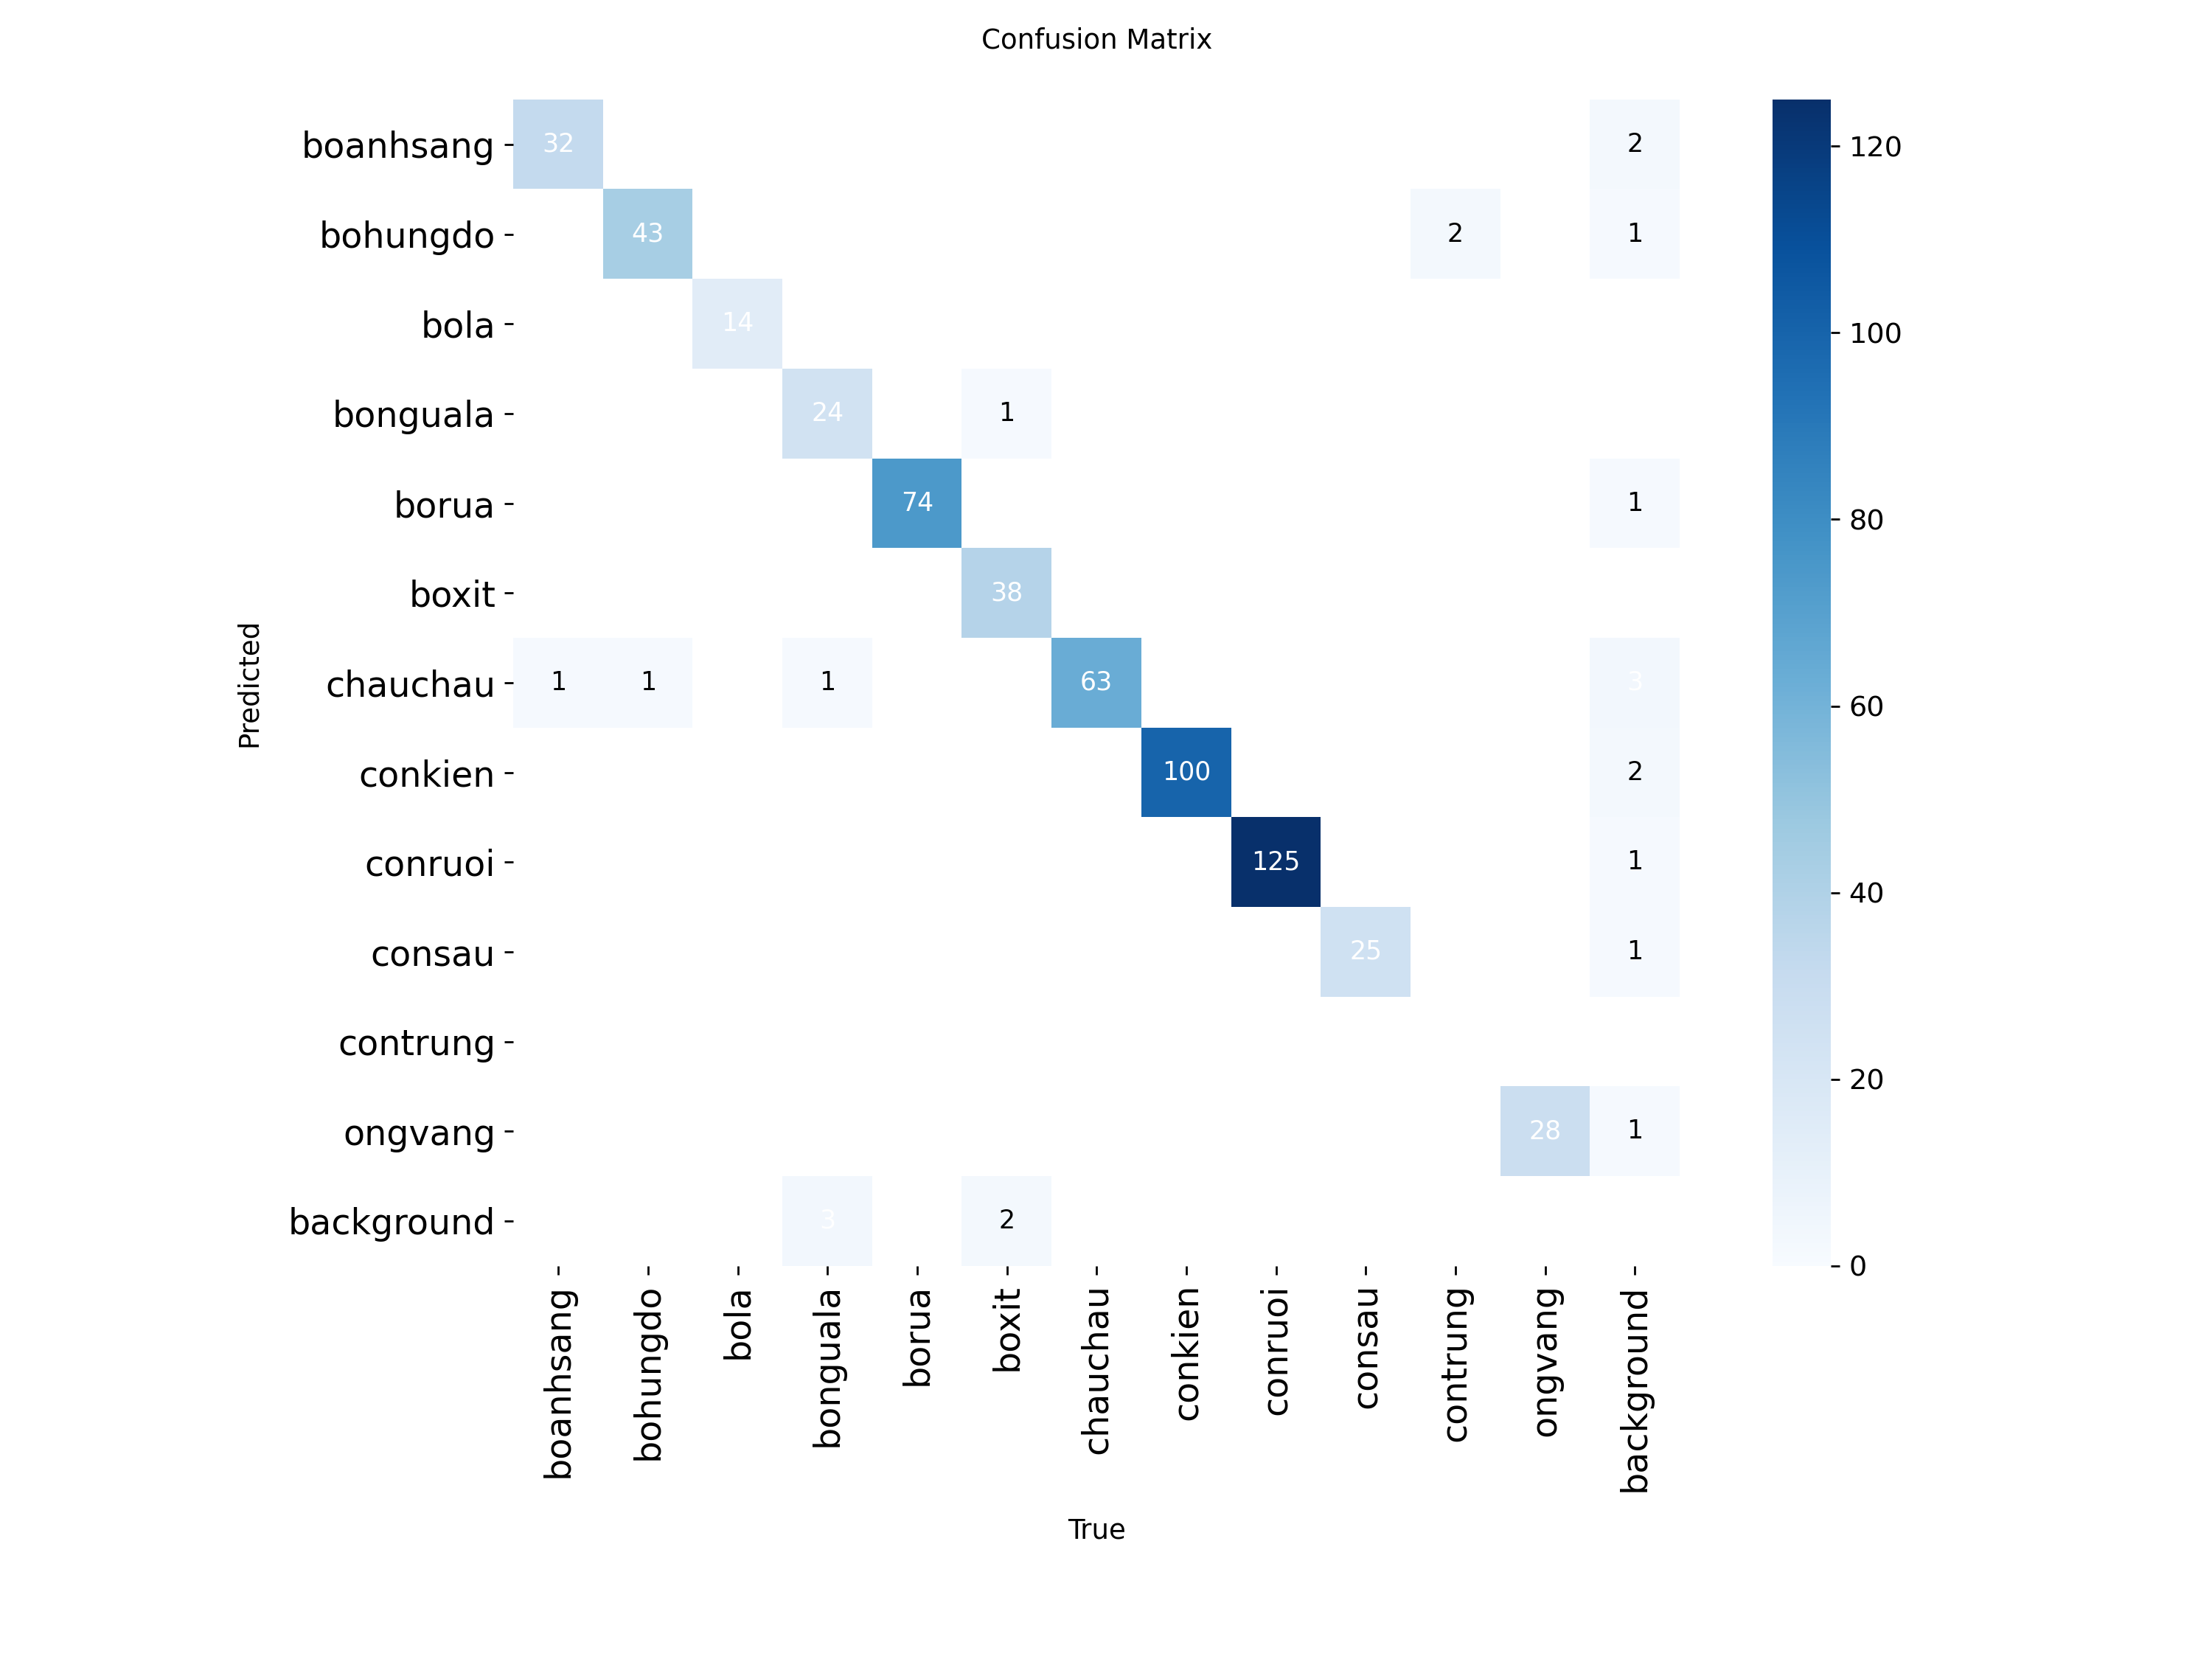 Confusion Matrix
boanhsang 32 2 120
bohungdo 43 2 1
100
bola 14
bonguala 24 1
borua 74 1 80
boxit 38
Predicted
chauchau 1 1 1 63 3 60
conkien 100 2
conruoi 125 1 40
consau 25 1
contrung
20
ongvang 28 1
background 3 2
0
boanhsang bohungdo bola bonguala borua boxit chauchau conkien conruoi consau contrung ongvang background
True